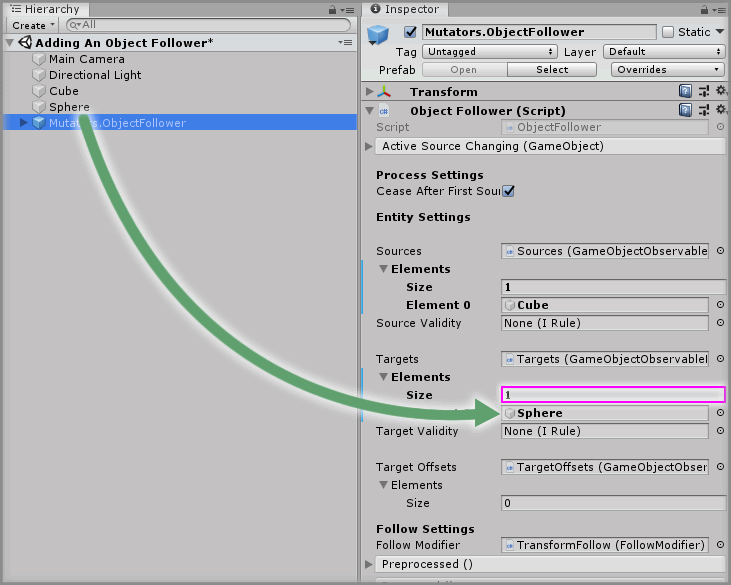 Hierarchy
Create
All
Adding An Object Follower*
Main Camera
Directional Light
Cube
Sphere
Mutators.ObjectFollower
Inspector
Mutators.ObjectFollower
Static
Tag Untagged Layer Default
Prefab Open Select Overrides
Transform
Object Follower (Script)
Script ObjectFollower
Active Source Changing (GameObject)
Process Settings
Cease After First Sour
Entity Settings
Sources Sources (GameObjectObservable
Elements
Size 1
Element 0 Cube
Source Validity None (I Rule)
Targets Targets (GameObjectObservable
Elements
Size 1
Sphere
Target Validity None (I Rule)
Target Offsets TargetOffsets (GameObjectObser
Elements
Size 0
Follow Settings
Follow Modifier TransformFollow (FollowModifier)
Preprocessed ()